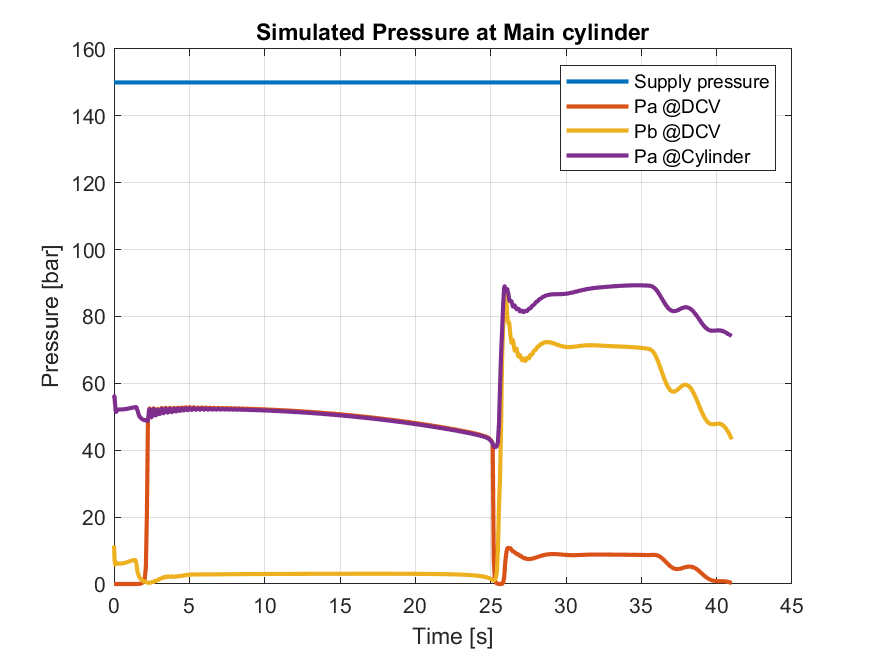 Simulated Pressure at Main cylinder
160
140
120
100
80
60
40
20
0
Pressure [bar]
Supply pressure
Pa @DCV
Pb @DCV
Pa @Cylinder
0 5 10 15 20 25 30 35 40 45
Time [s]